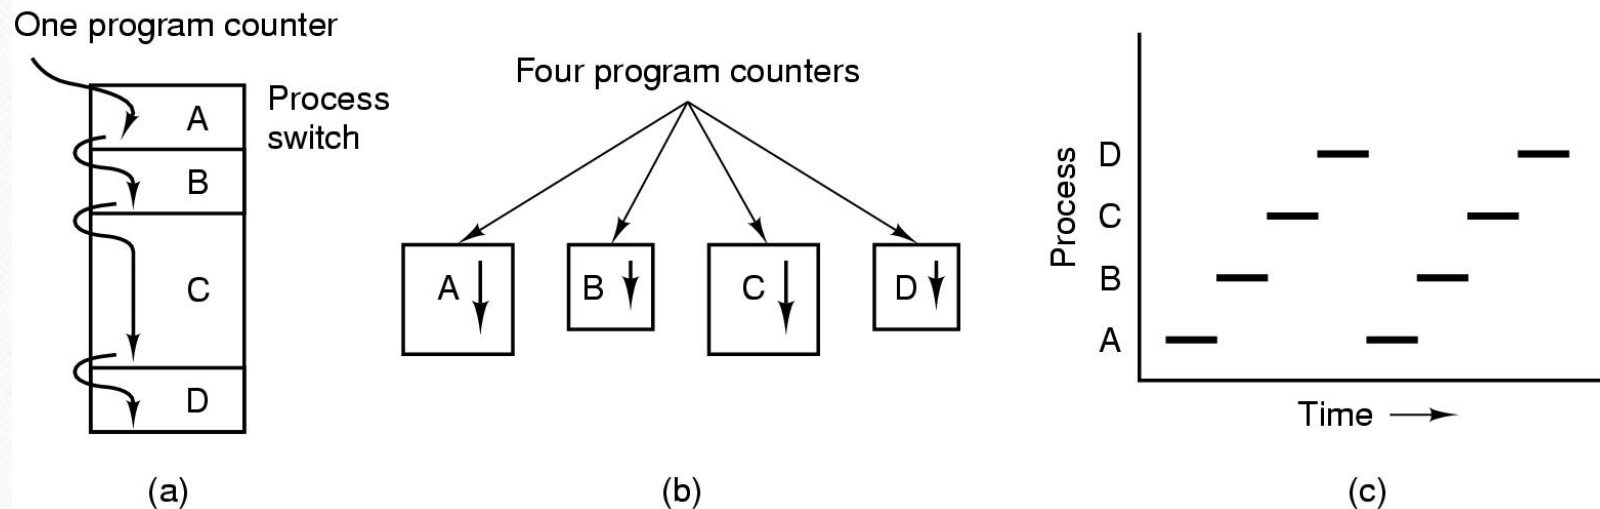 One program counter
Process
switch
A
B
C
D
(a)
Four program counters
A
B
C
D
(b)
Process
D
C
B
A
Time
(c)